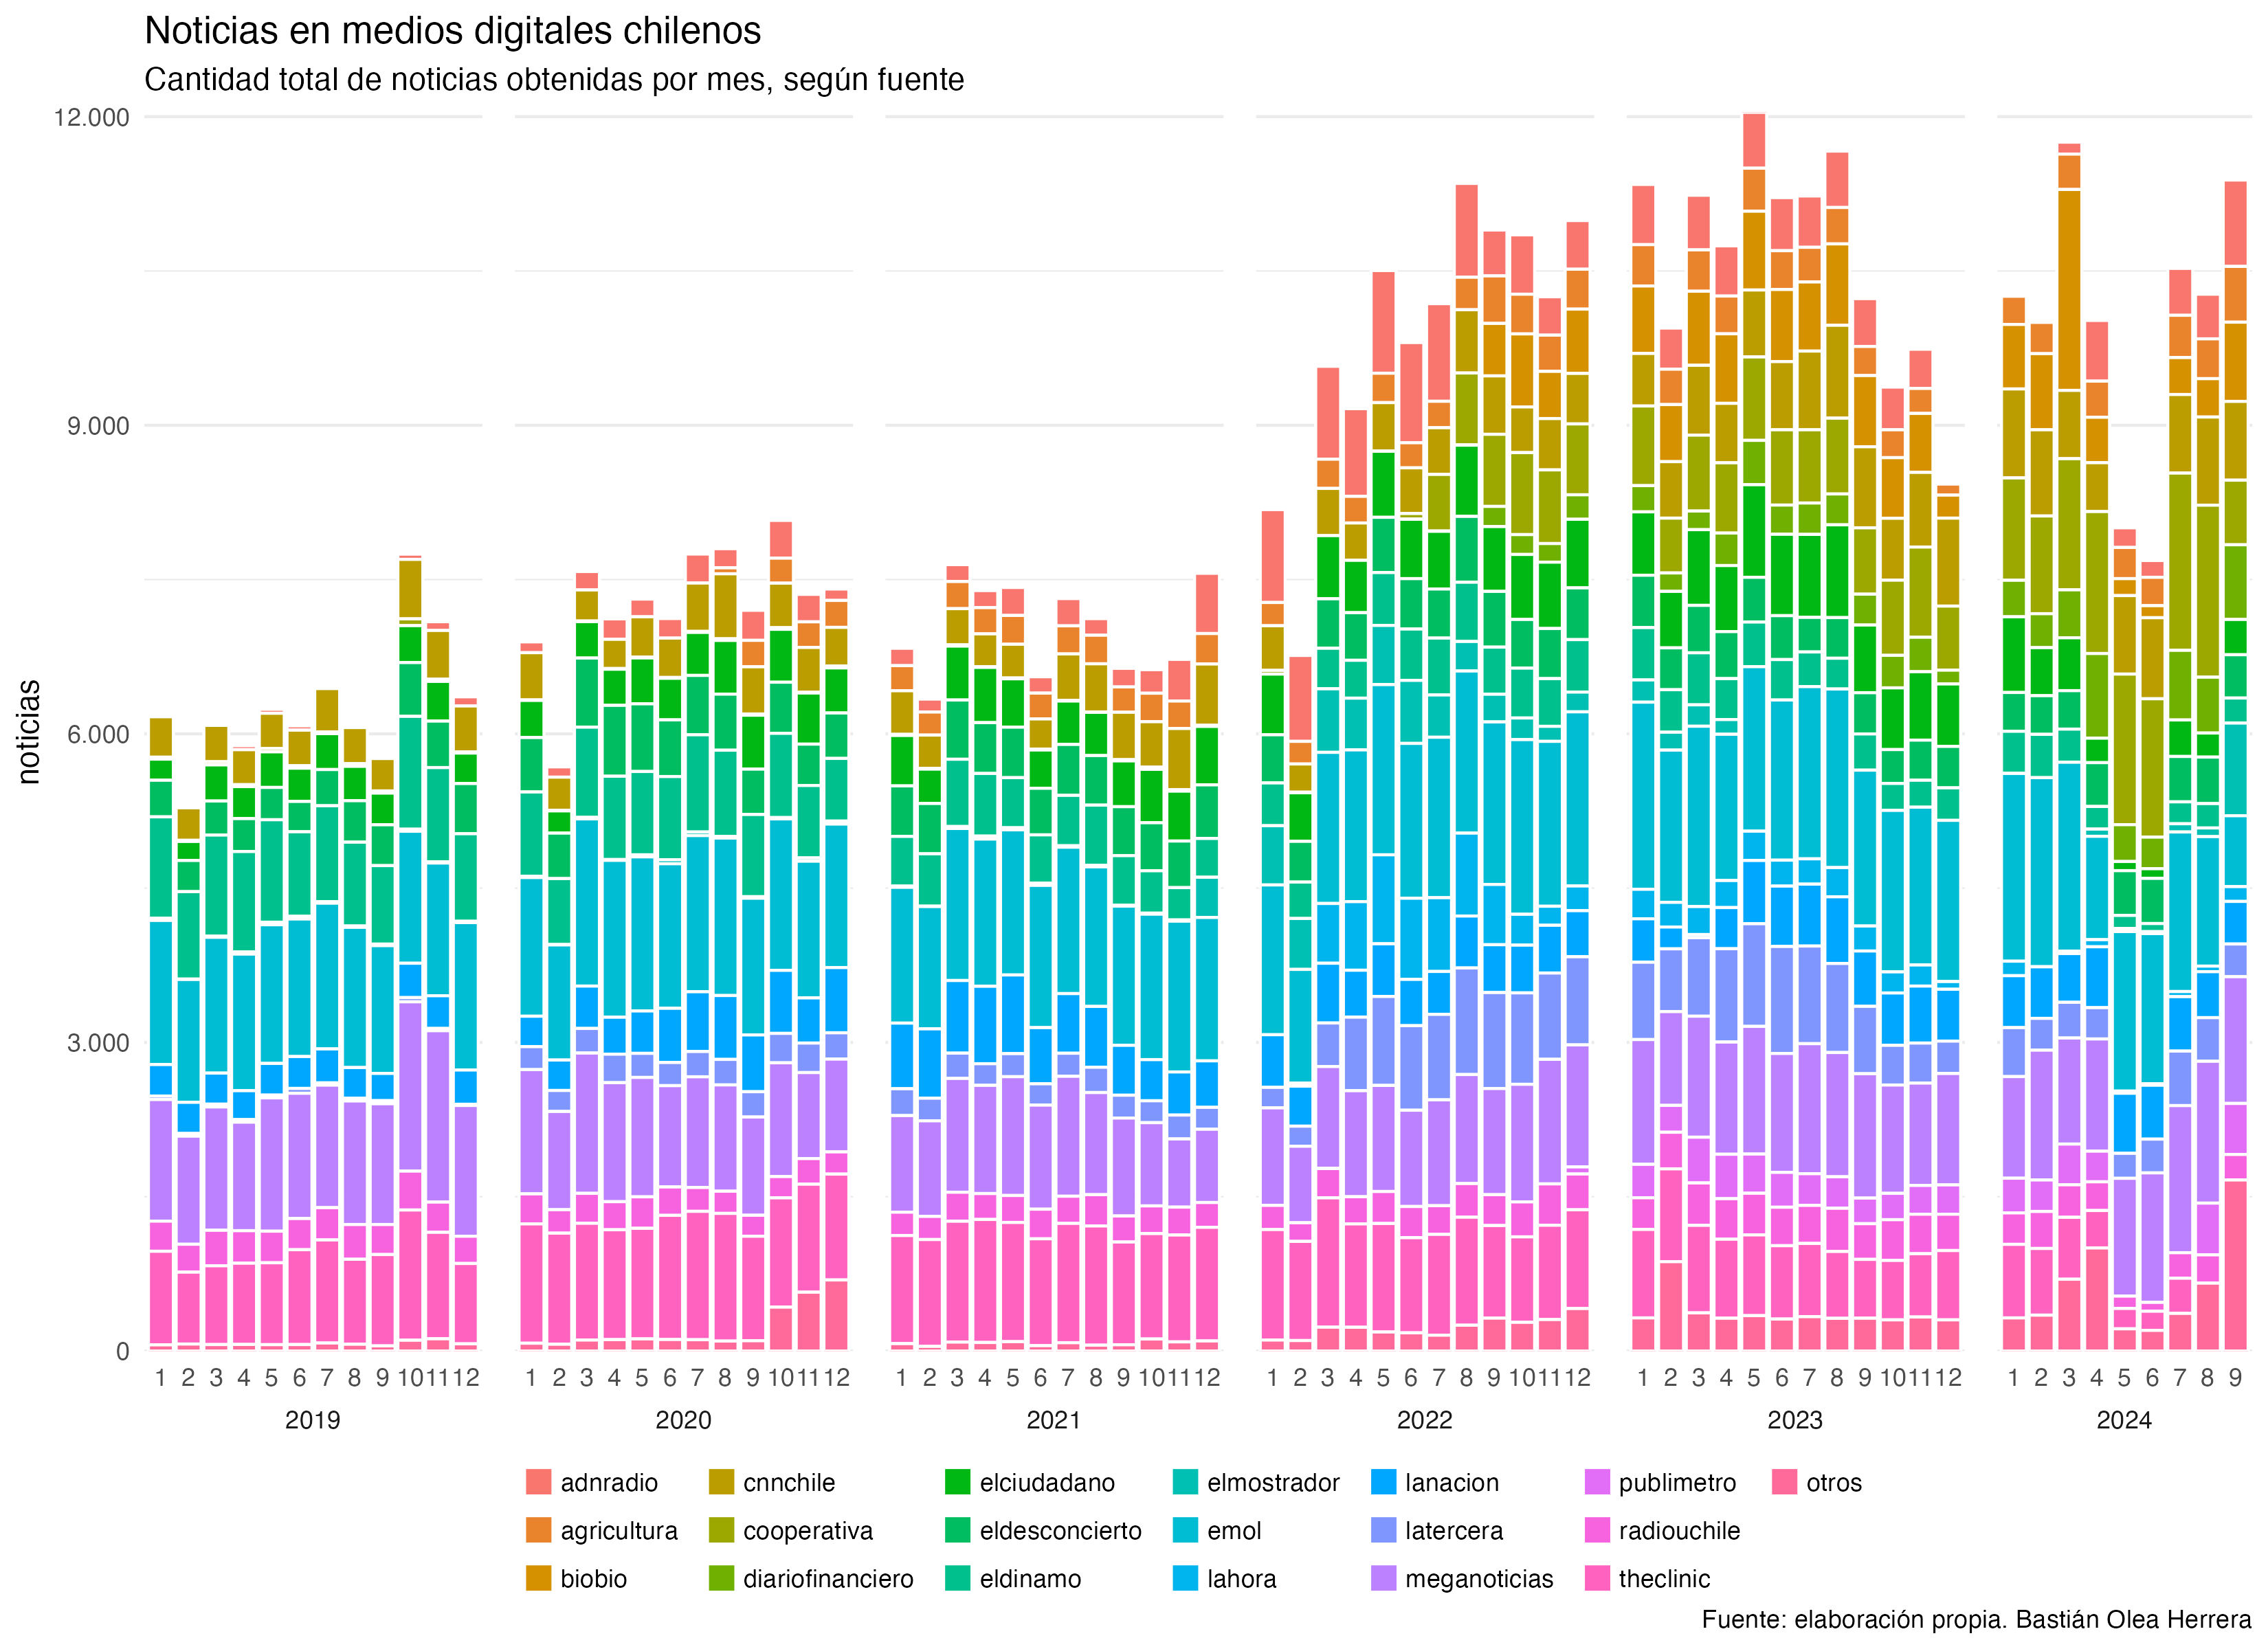 Noticias en medios digitales chilenos
Cantidad total de noticias obtenidas por mes, según fuente
12.000
9.000
6.000
3.000
0
noticias
1 2 3 4 5 6 7 8 9 10 11 12 1 2 3 4 5 6 7 8 9 10 11 12 1 2 3 4 5 6 7 8 9 10 11 12 1 2 3 4 5 6 7 8 9 10 11 12 1 2 3 4 5 6 7 8 9 10 11 12 1 2 3 4 5 6 7 8 9
2019 2020 2021 2022 2023 2024
adnradio cnnchile elciudadano elmostrador lanacion publimetro otros
agricultura cooperativa eldesconcierto emol latercera radiouchile
biobio diariofinanciero eldinamo lahora meganoticias theclinic
Fuente: elaboración propia. Bastián Olea Herrera